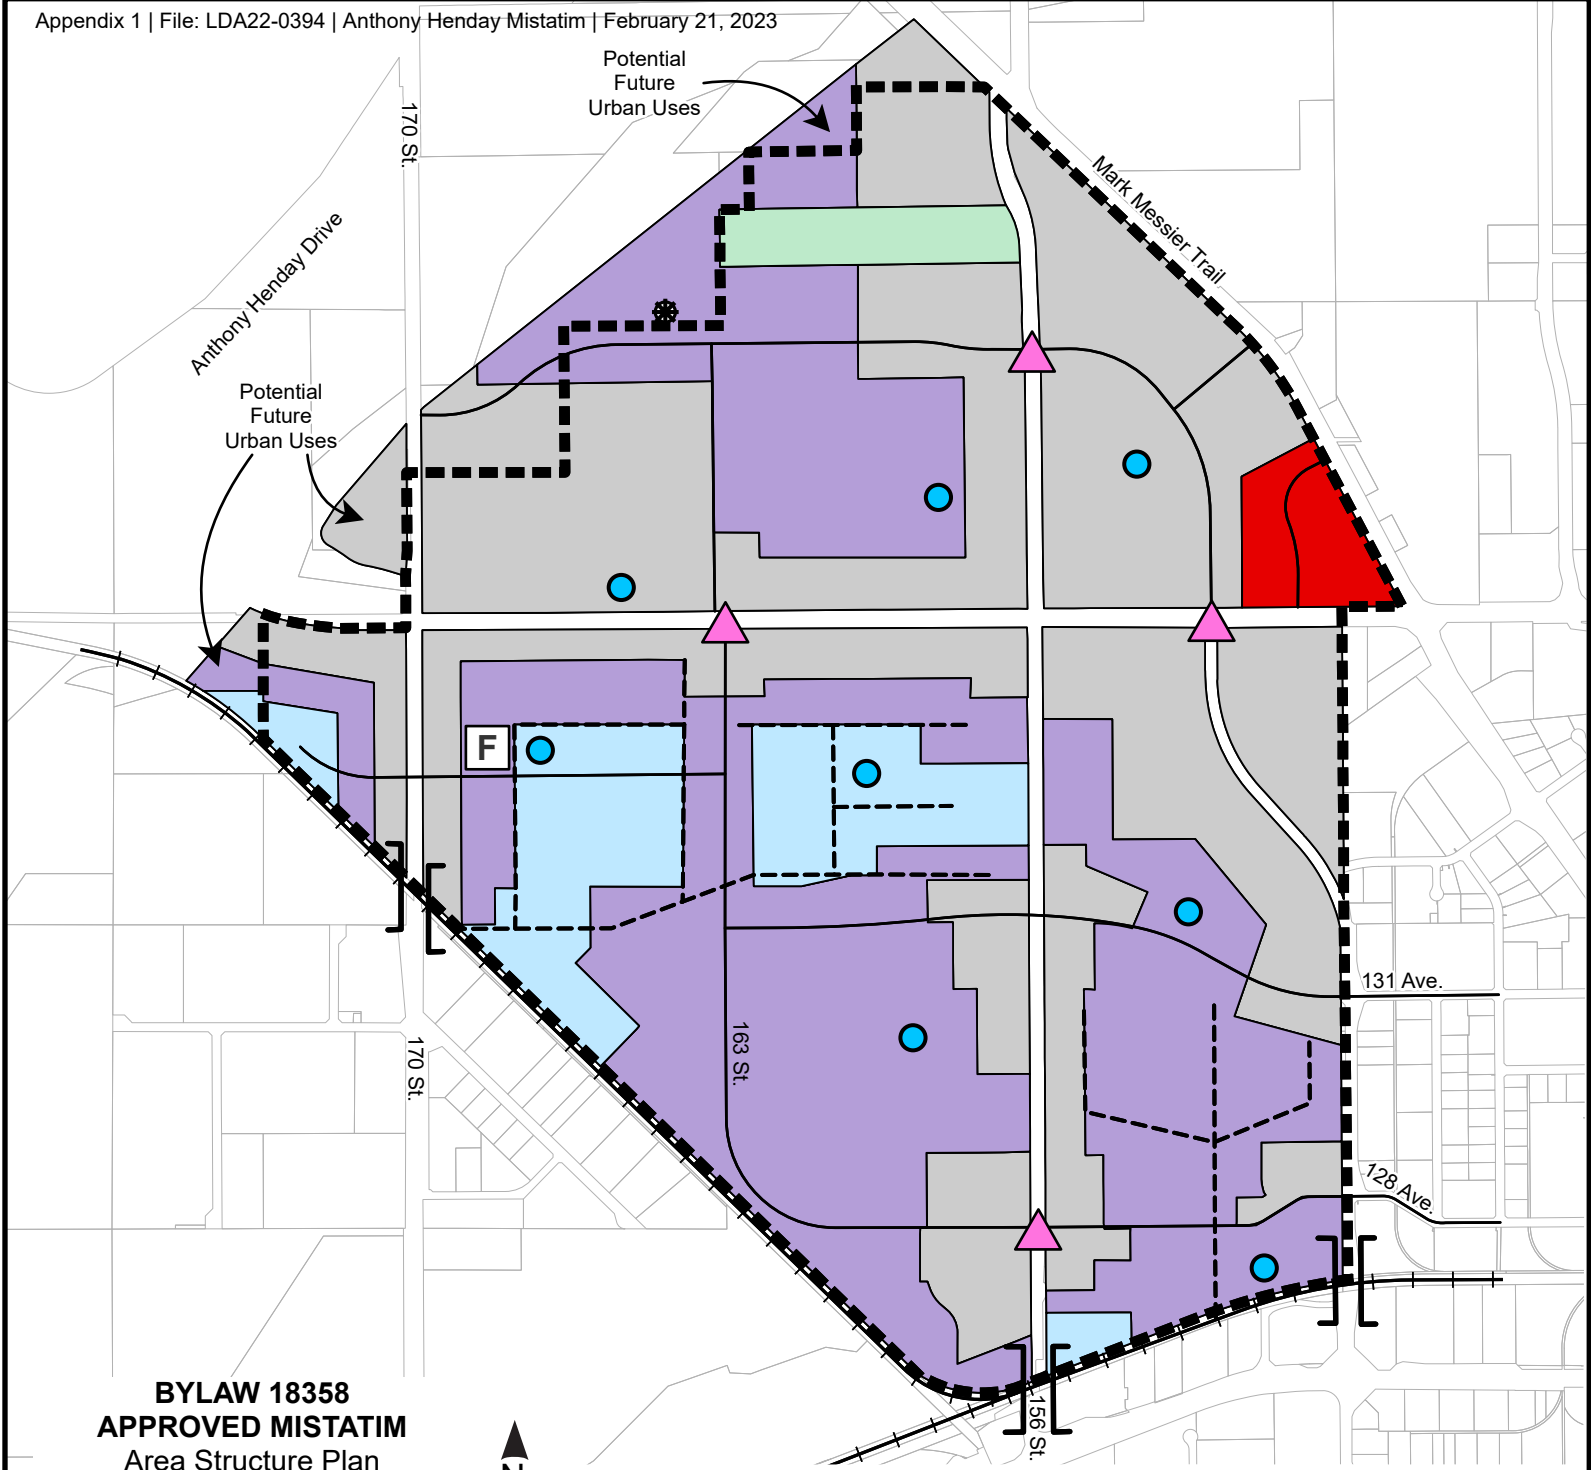 Appendix 1 | File: LDA22-0394 | Anthony Henday Mistatim | February 21, 2023
Potential
Future
Urban Uses
170 St.
Mark Messier Trail
Anthony Henday Drive
Potential
Future
Urban Uses
F
131 Ave.
163 St.
170 St.
128 Ave.
156 St.
BYLAW 18358
APPROVED MISTATIM
Area Structure Plan
N